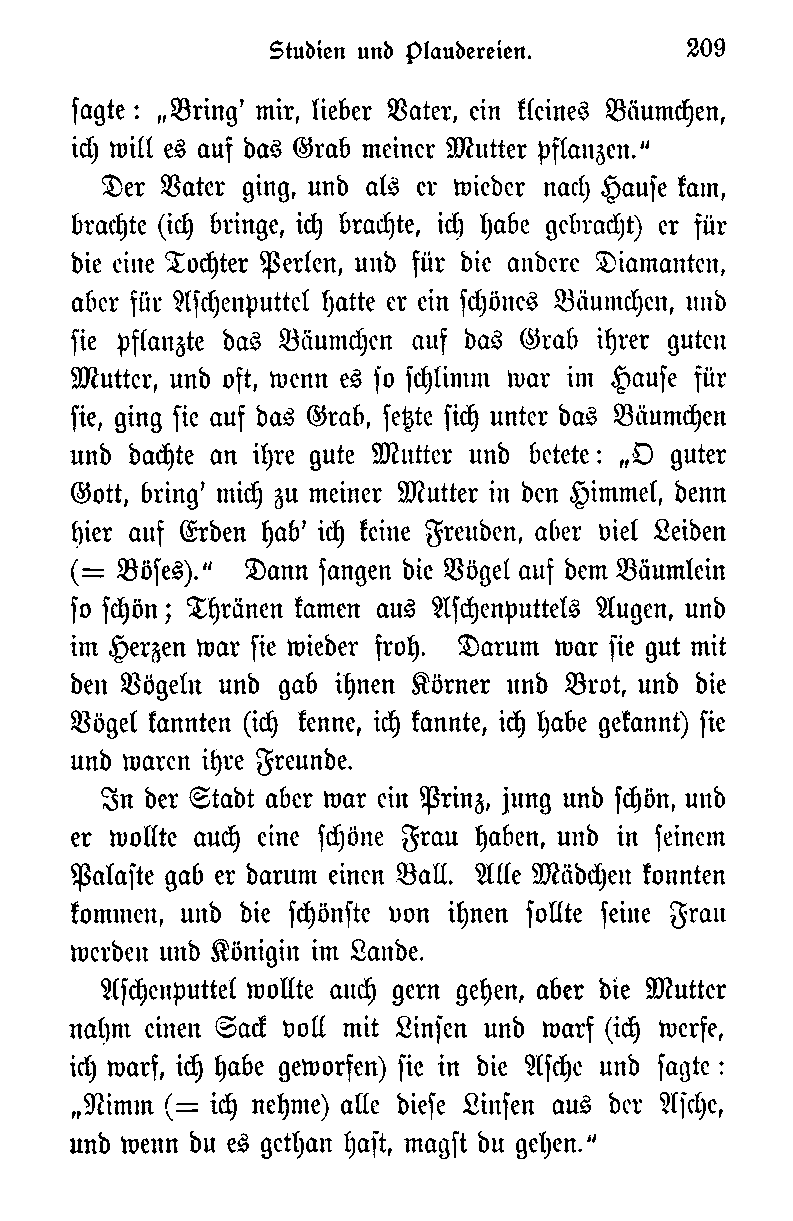 Studien und Plaudereien. 209
sagte: „Bring' mir, lieber Vater, ein kleines Bäumchen,
ich will es auf das Grab meiner Mutter pflanzen."
Der Vater ging, und als er wieder nach Hause kam,
brachte (ich bringe, ich brachte, ich habe gebracht) er für
die eine Tochter Perlen, und für die andere Diamanten,
aber für Aschenputtel hatte er ein schönes Bäumchen, und
sie pflanzte das Bäumchen auf das Grab ihrer guten
Mutter, und oft, wenn es so schlimm war im Hause für
sie, ging sie auf das Grab, setzte sich unter das Bäumchen
und dachte an ihre gute Mutter und betete: „O guter
Gott, bring' mich zu meiner Mutter in den Himmel, denn
hier auf Erden hab' ich keine Freuden, aber viel Leiden
(= Böses)." Dann sangen die Vögel auf dem Bäumlein
so schön; Thränen kamen aus Aschenputtels Augen, und
im Herzen war sie wieder froh. Darum war sie gut mit
den Vögeln und gab ihnen Körner und Brot, und die
Vögel kannten (ich kenne, ich kannte, ich habe gekannt) sie
und waren ihre Freunde.
In der Stadt aber war ein Prinz, jung und schön, und
er wollte auch eine schöne Frau haben, und in seinem
Palaste gab er darum einen Ball. Alle Mädchen konnten
kommen, und die schönste von ihnen sollte seine Frau
werden und Königin im Lande.
Aschenputtel wollte auch gern gehen, aber die Mutter
nahm einen Sack voll mit Linsen und warf (ich werfe,
ich warf, ich habe geworfen) sie in die Asche und sagte:
„Nimm (= ich nehme) alle diese Linsen aus der Asche,
und wenn du es gethan hast, magst du gehen."